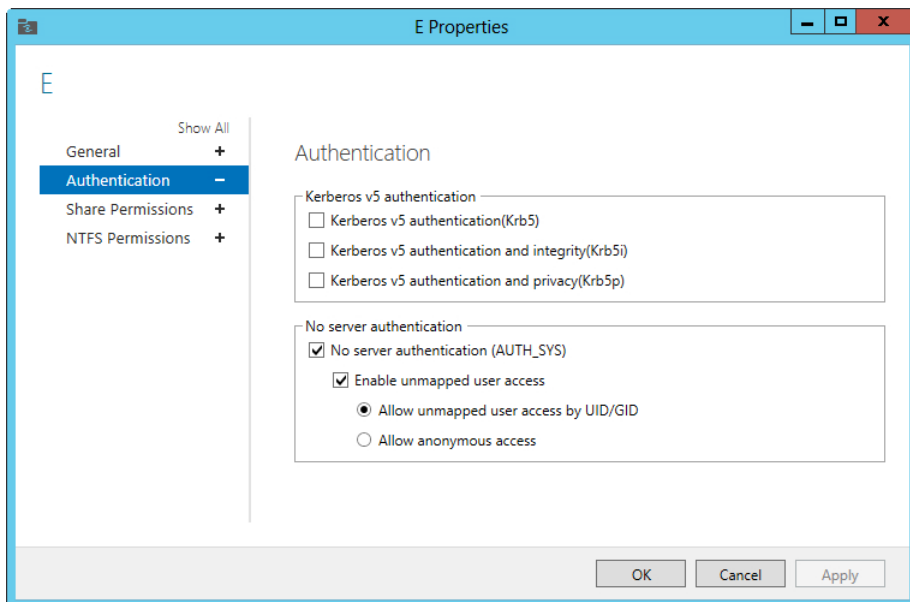 E Properties
E
Show All
General +
Authentication −
Share Permissions +
NTFS Permissions +
Authentication
Kerberos v5 authentication
Kerberos v5 authentication(Krb5)
Kerberos v5 authentication and integrity(Krb5i)
Kerberos v5 authentication and privacy(Krb5p)
No server authentication
No server authentication (AUTH_SYS)
Enable unmapped user access
Allow unmapped user access by UID/GID
Allow anonymous access
OK Cancel Apply